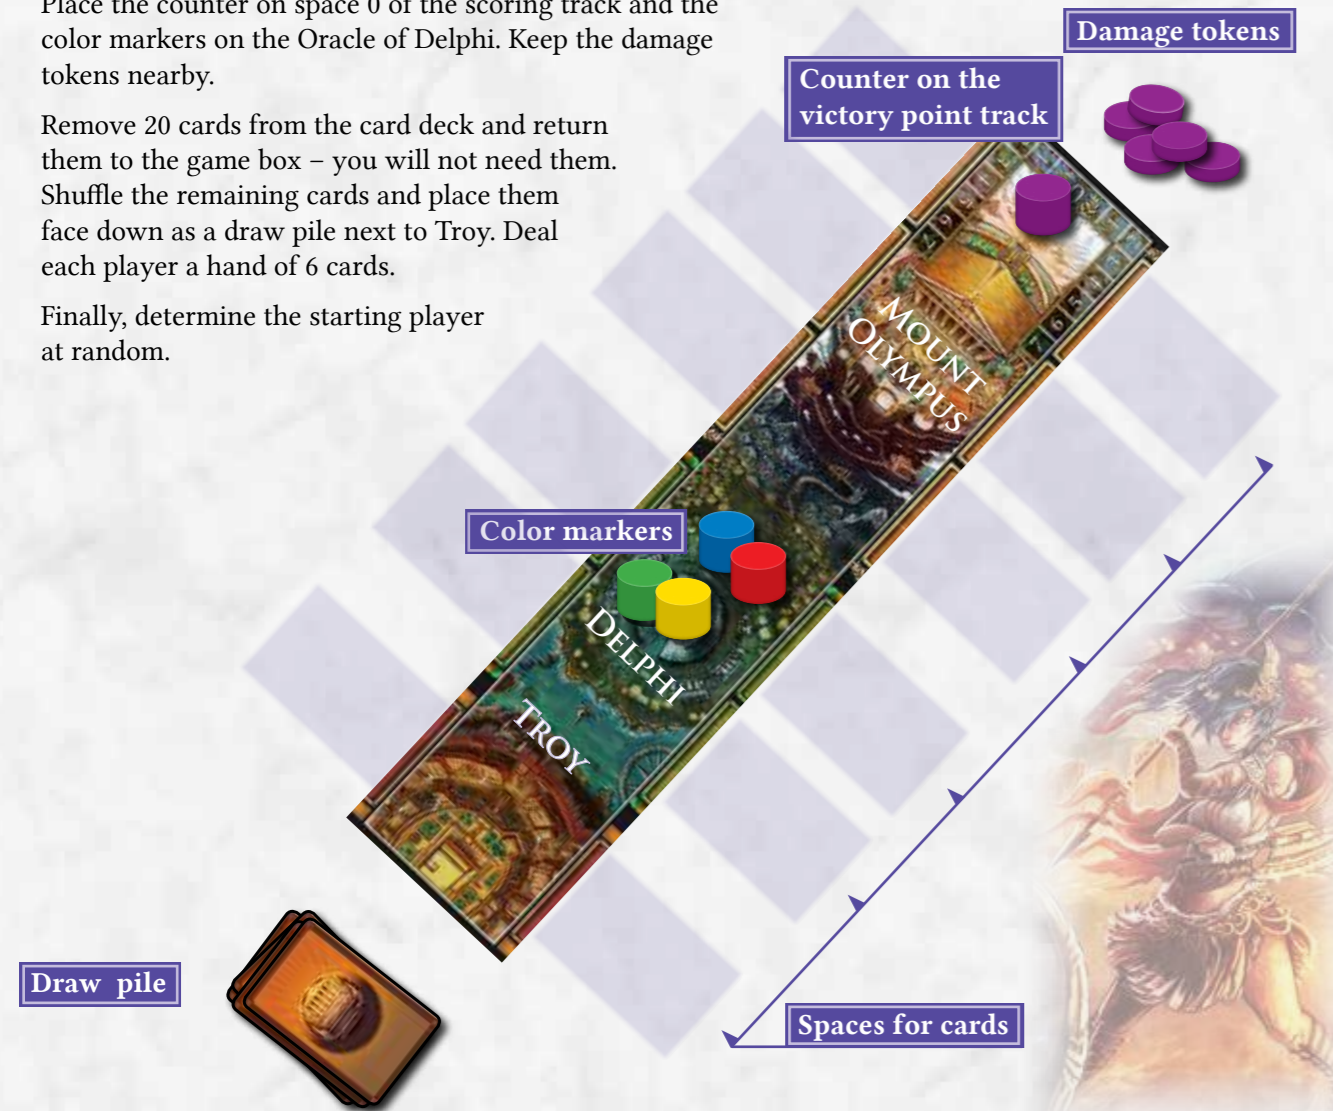 Place the counter on space 0 of the scoring track and the
color markers on the Oracle of Delphi. Keep the damage
tokens nearby.
Remove 20 cards from the card deck and return
them to the game box – you will not need them.
Shuffle the remaining cards and place them
face down as a draw pile next to Troy. Deal
each player a hand of 6 cards.
Finally, determine the starting player
at random.
Damage tokens
Counter on the
victory point track
MOUNT
OLYMPUS
Color markers
DELPHI
TROY
Draw pile
Spaces for cards